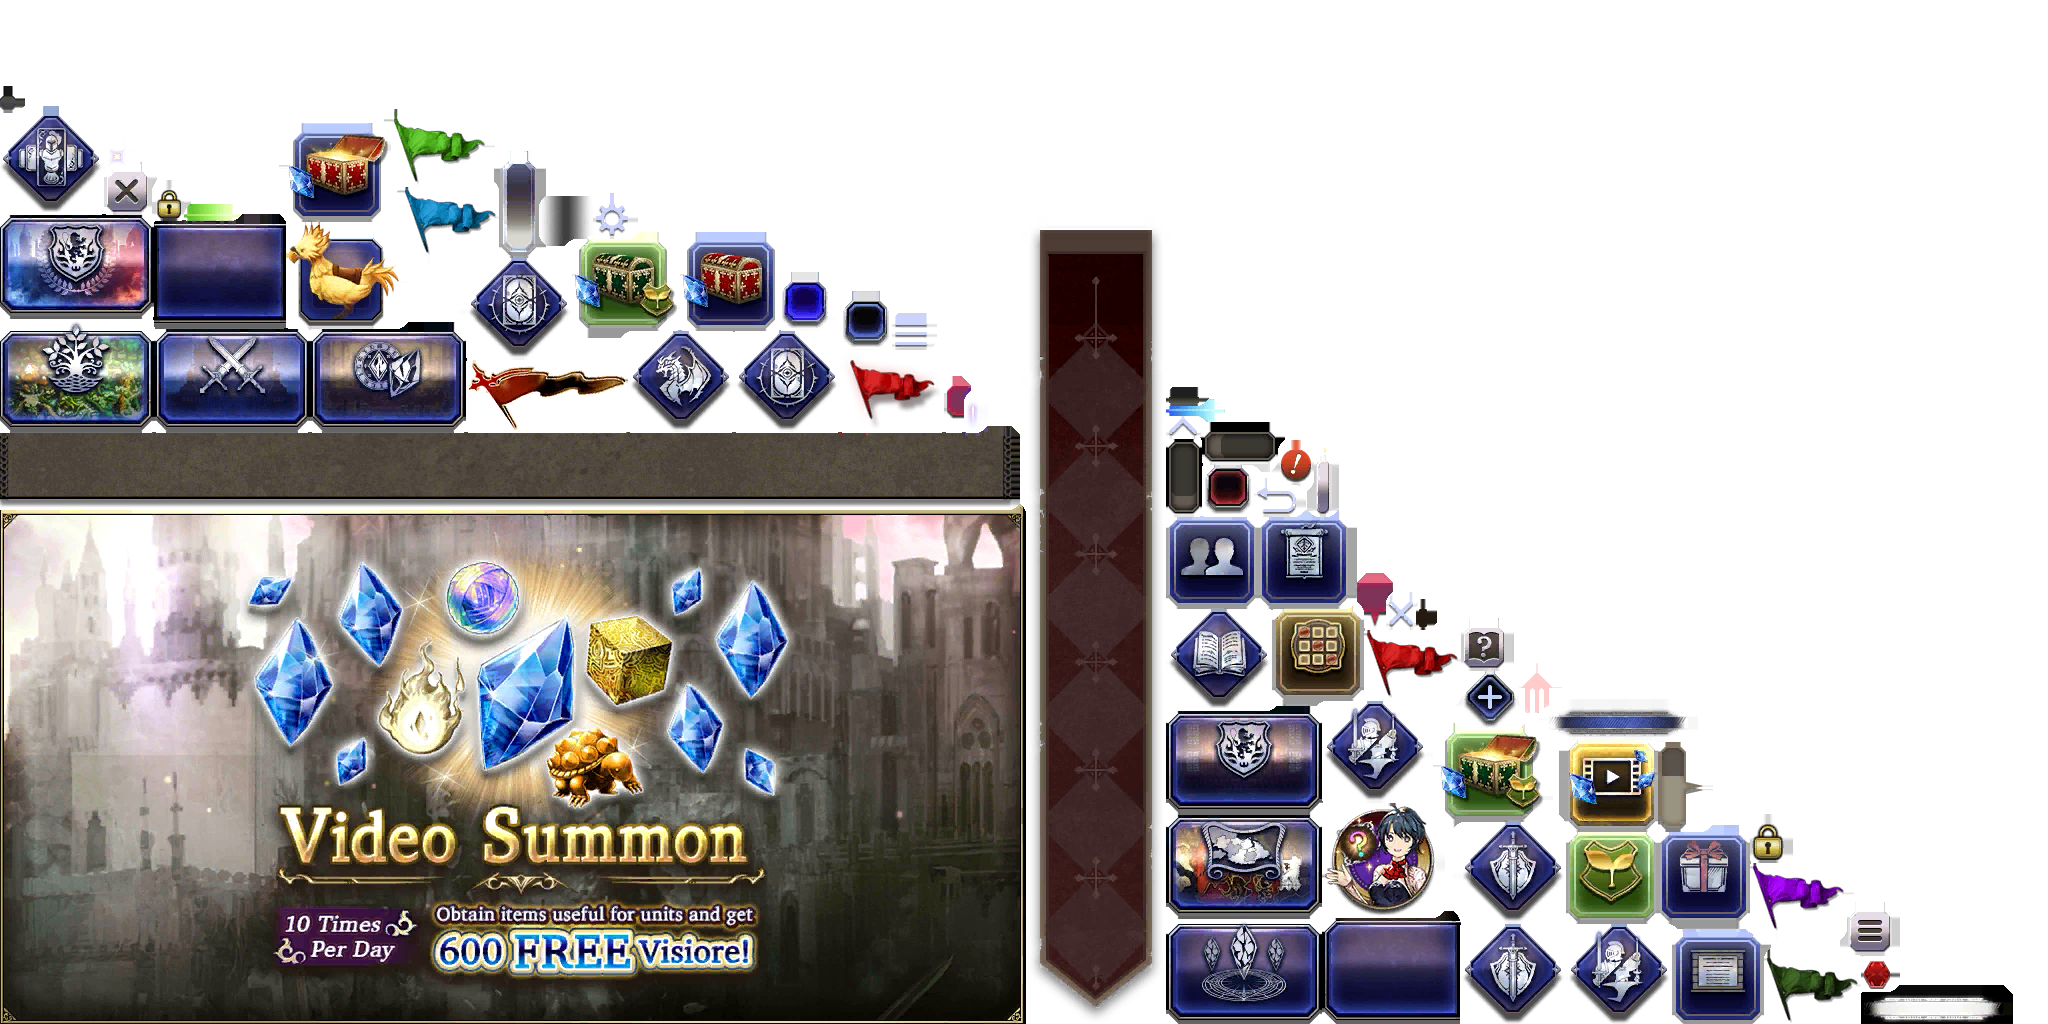 Video Summon
10 Times
Per Day
Obtain items useful for units and get
600 FREE Visiore!